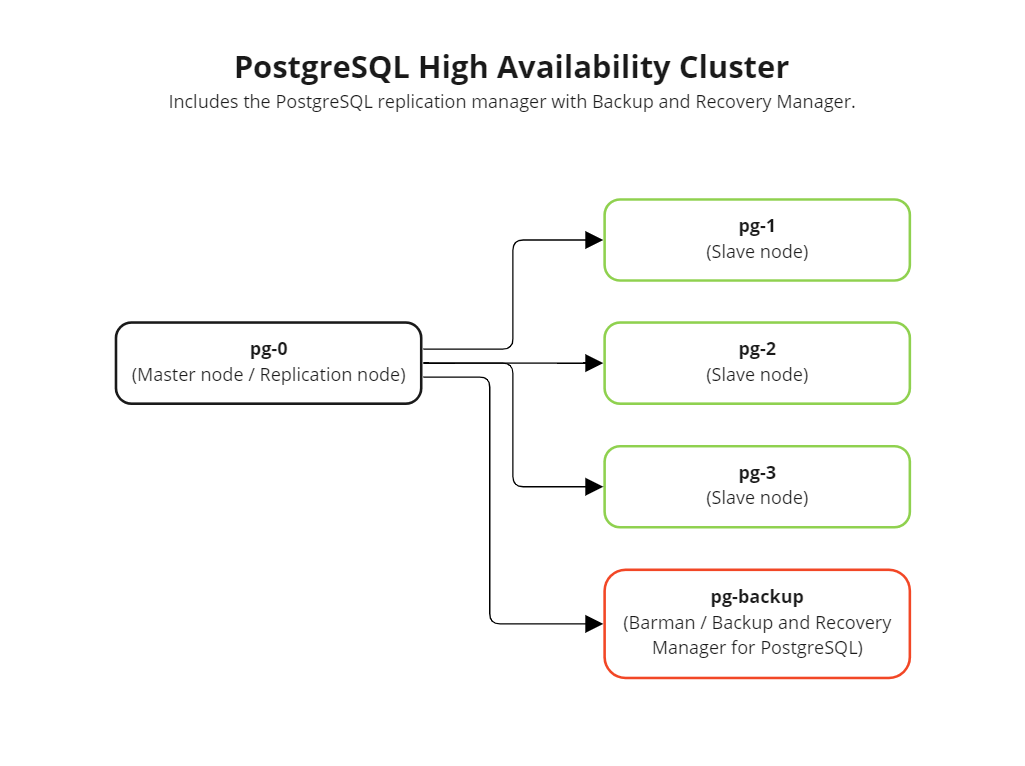 PostgreSQL High Availability Cluster
Includes the PostgreSQL replication manager with Backup and Recovery Manager.
pg-0
(Master node / Replication node)
pg-1
(Slave node)
pg-2
(Slave node)
pg-3
(Slave node)
pg-backup
(Barman / Backup and Recovery
Manager for PostgreSQL)